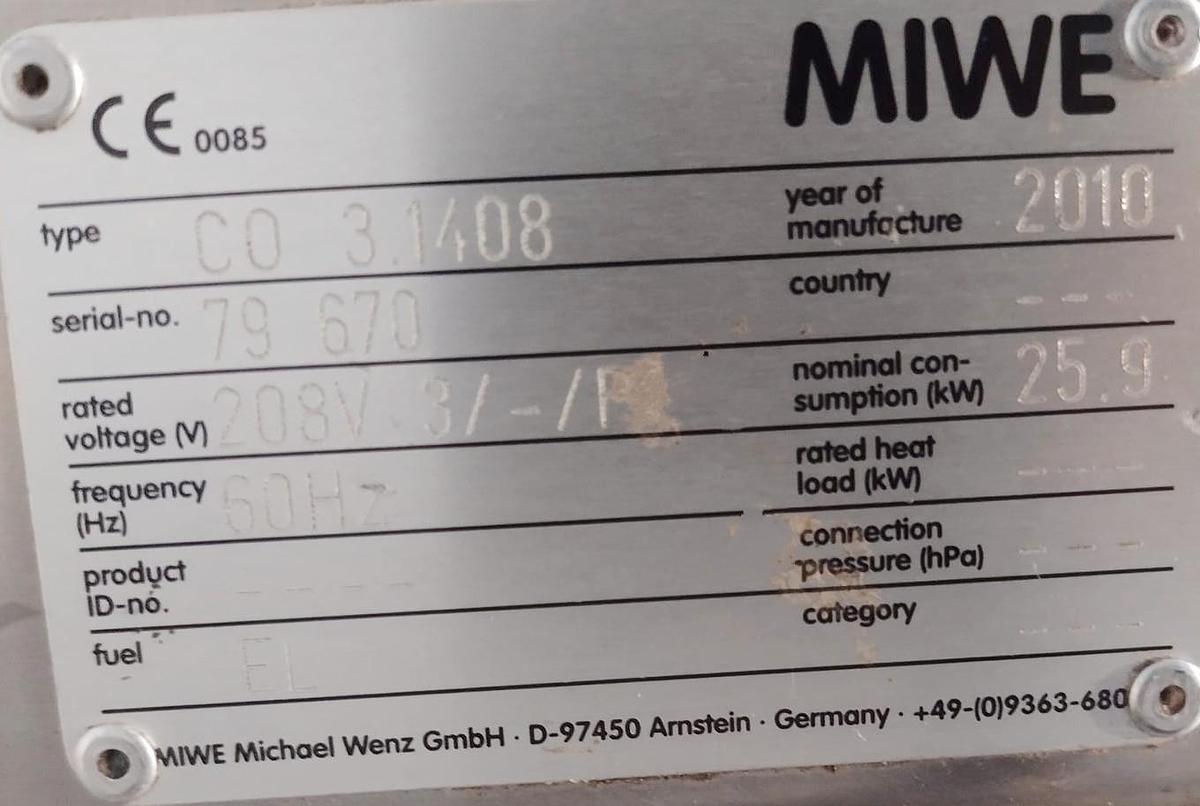 MIWE
CE 0085
type CO 3.1408
year of manufacture 2010
serial-no. 79 670
country - - -
rated voltage (V) 208V 3/-/P
nominal con-
sumption (kW) 25.9
frequency (Hz) 60Hz
rated heat load (kW) - - -
product ID-no. - - - -
connection pressure (hPa) - - -
fuel EL
category - - -
MIWE Michael Wenz GmbH · D-97450 Arnstein · Germany · +49-(0)9363-680